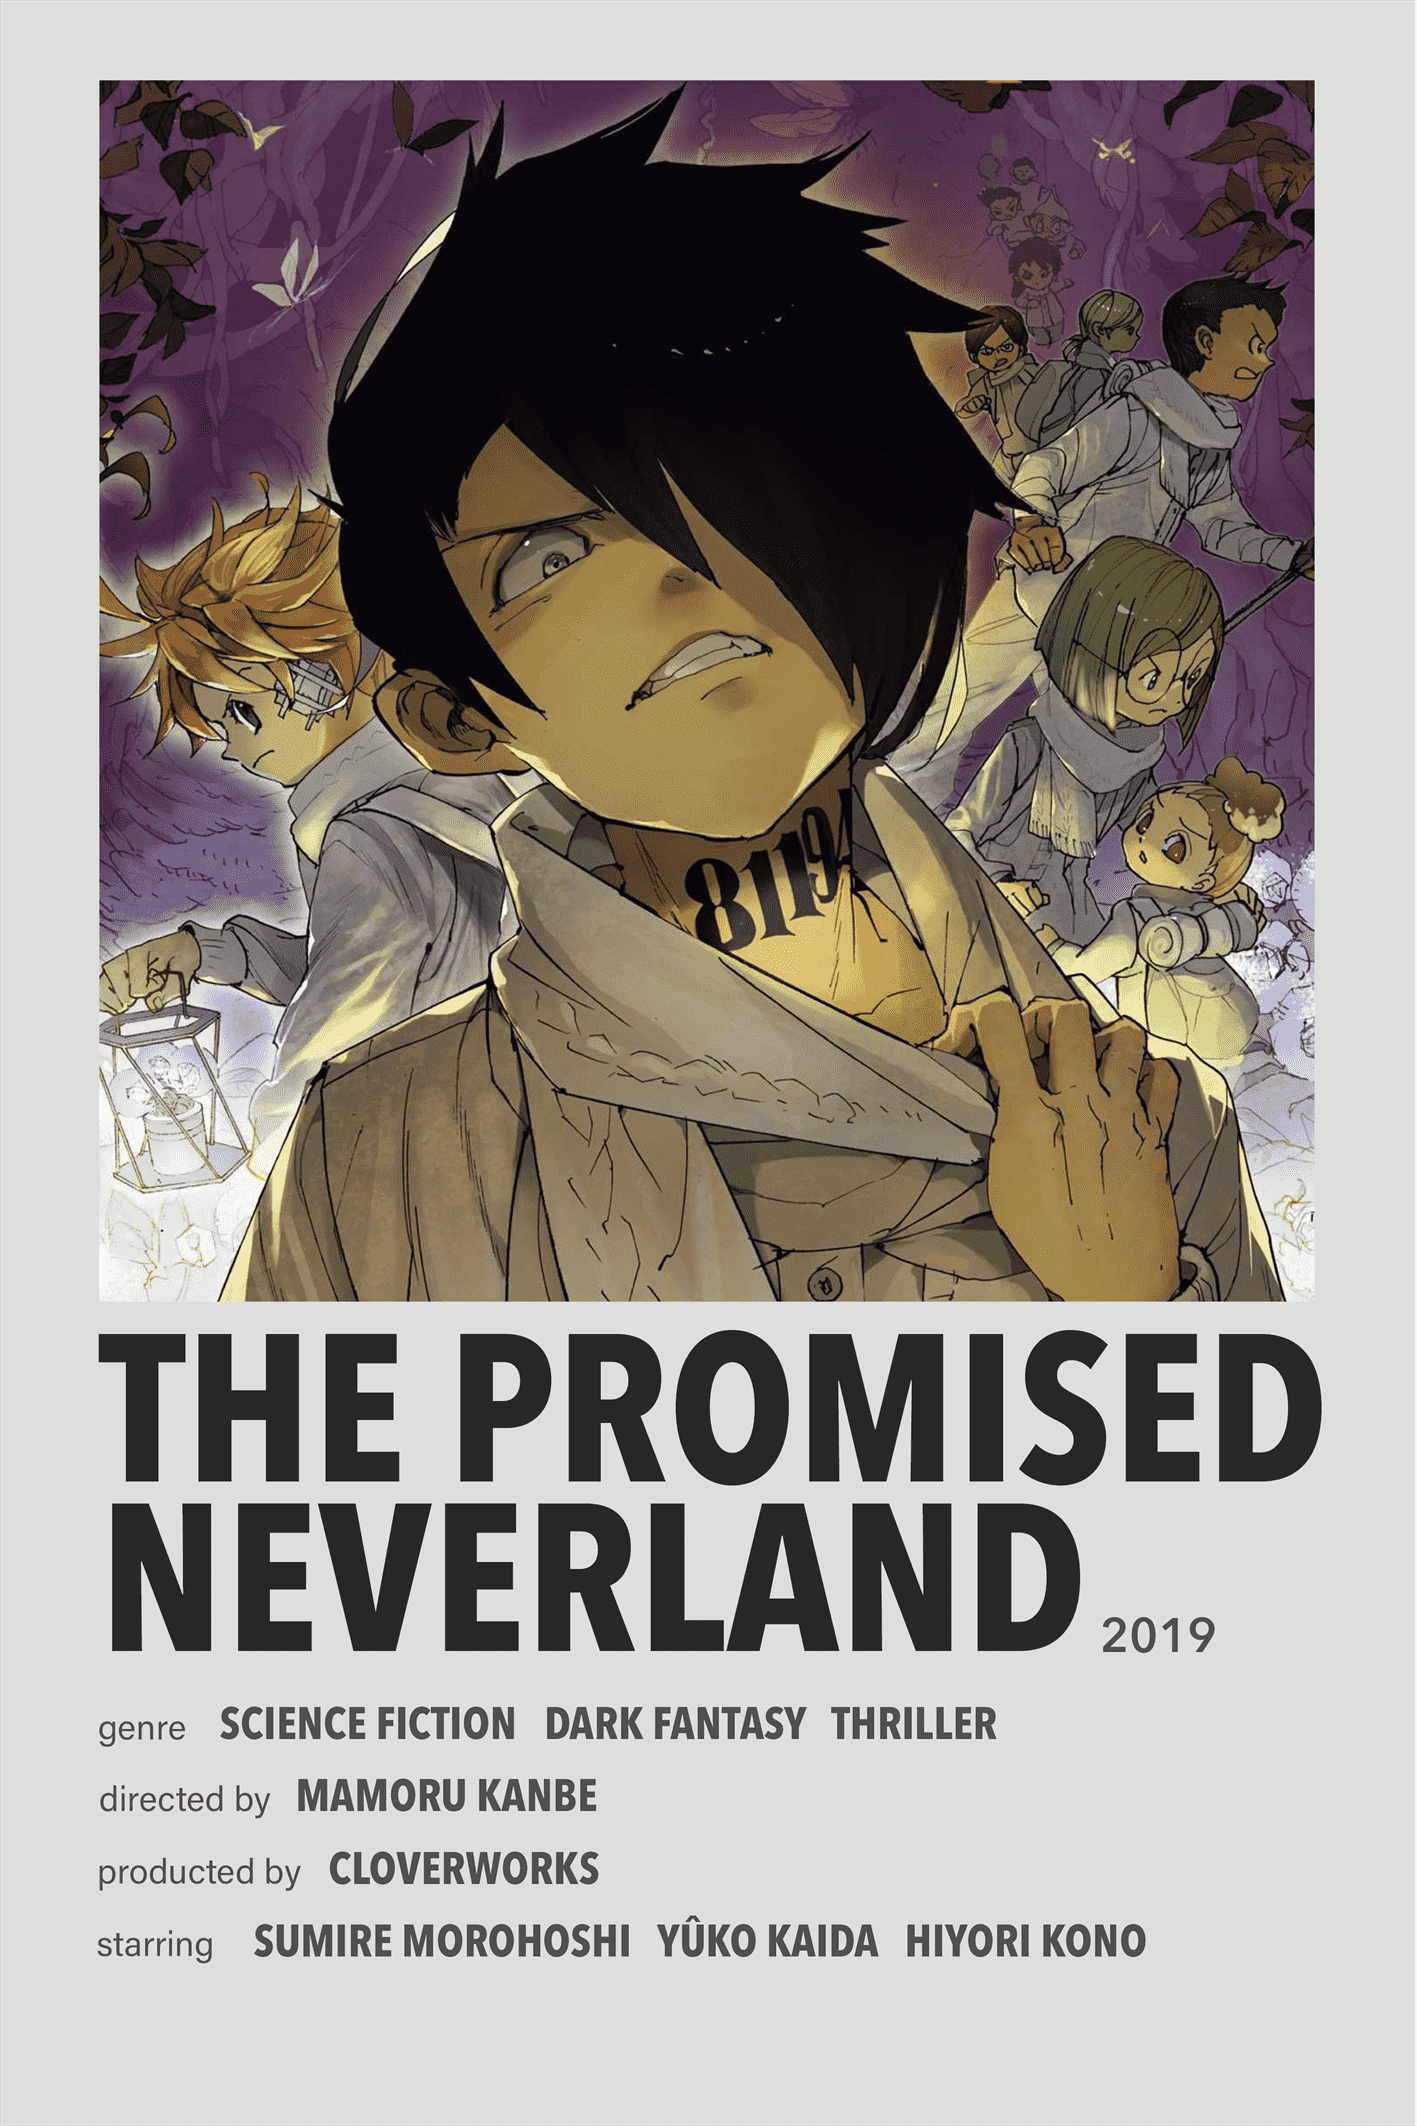 81194
THE PROMISED
NEVERLAND 2019
genre SCIENCE FICTION DARK FANTASY THRILLER
directed by MAMORU KANBE
producted by CLOVERWORKS
starring SUMIRE MOROHOSHI YÛKO KAIDA HIYORI KONO